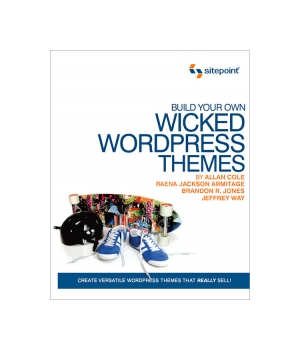 sitepoint
BUILD YOUR OWN
WICKED
WORDPRESS
THEMES
BY ALLAN COLE
RAENA JACKSON ARMITAGE
BRANDON R. JONES
JEFFREY WAY
CREATE VERSATILE WORDPRESS THEMES THAT REALLY SELL!